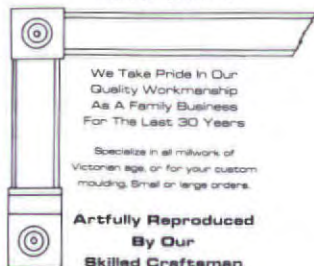 We Take Pride In Our
Quality Workmanship
As A Family Business
For The Last 30 Years
Specialize in all millwork of
Victorian age, or for your custom
moulding. Small or large orders.
Artfully Reproduced
By Our
Skilled Craftsman